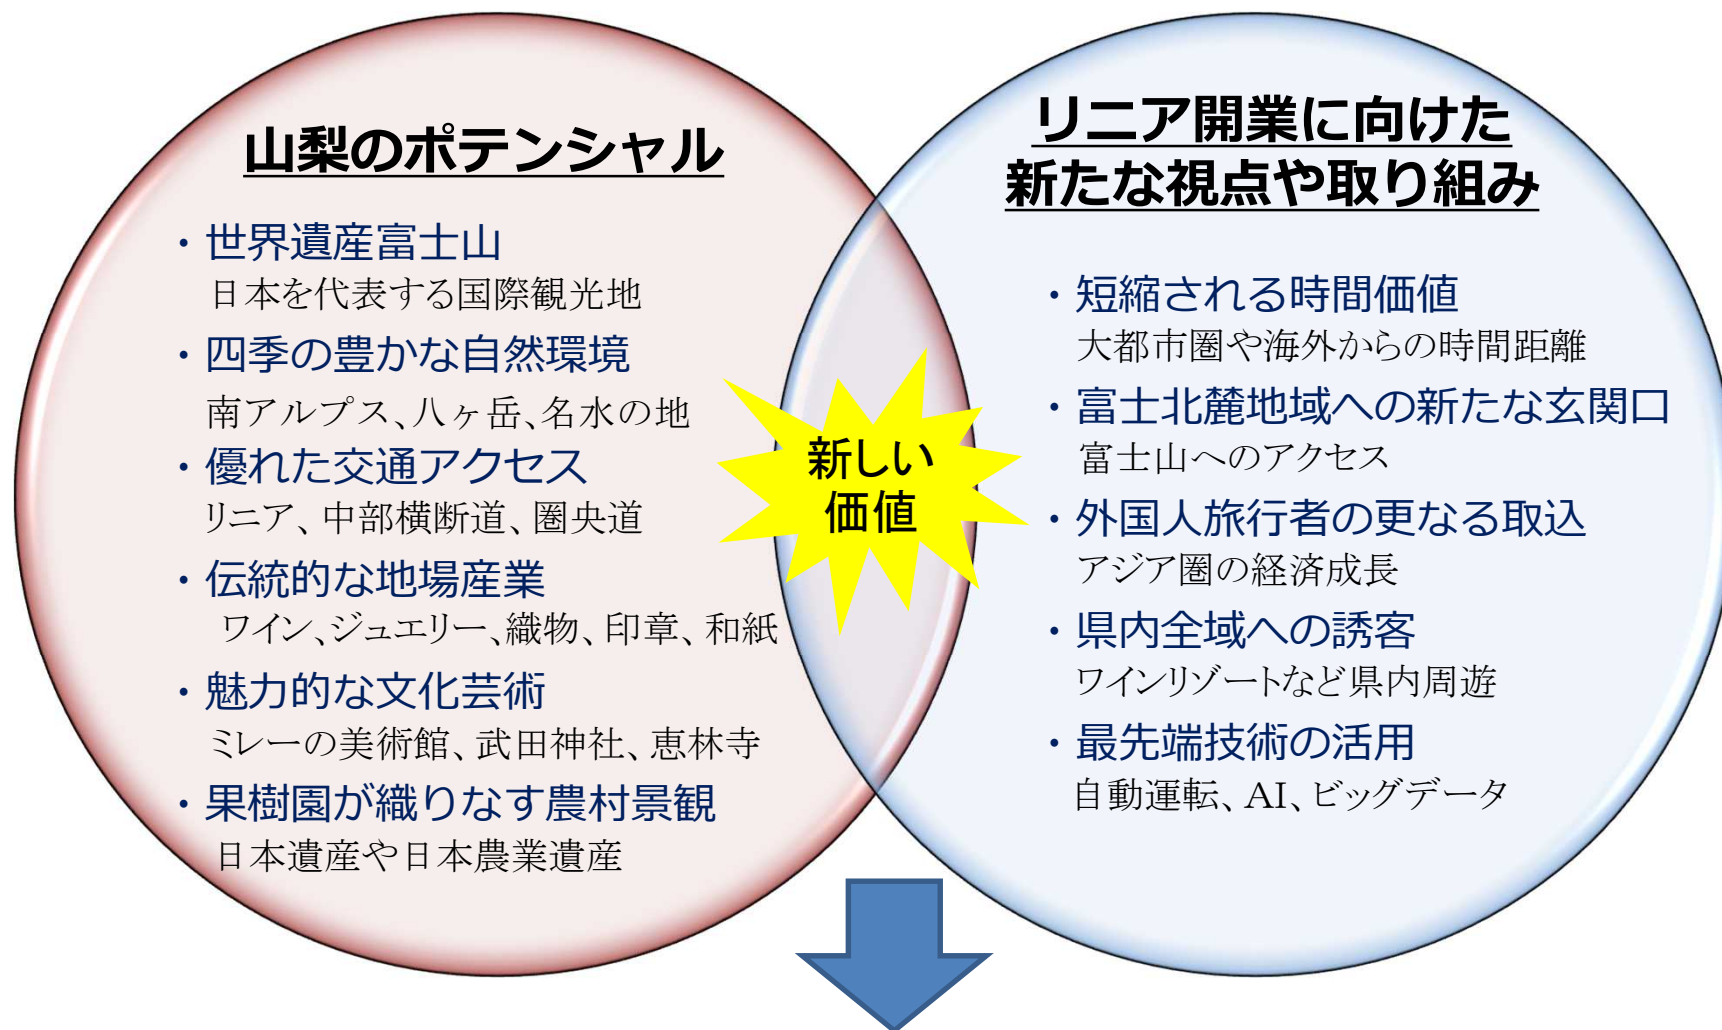 山梨のポテンシャル
・世界遺産富士山
日本を代表する国際観光地
・四季の豊かな自然環境
南アルプス、八ヶ岳、名水の地
・優れた交通アクセス
リニア、中部横断道、圏央道
・伝統的な地場産業
ワイン、ジュエリー、織物、印章、和紙
・魅力的な文化芸術
ミレーの美術館、武田神社、恵林寺
・果樹園が織りなす農村景観
日本遺産や日本農業遺産
新しい
価値
リニア開業に向けた
新たな視点や取り組み
・短縮される時間価値
大都市圏や海外からの時間距離
・富士北麓地域への新たな玄関口
富士山へのアクセス
・外国人旅行者の更なる取込
アジア圏の経済成長
・県内全域への誘客
ワインリゾートなど県内周遊
・最先端技術の活用
自動運転、AI、ビッグデータ